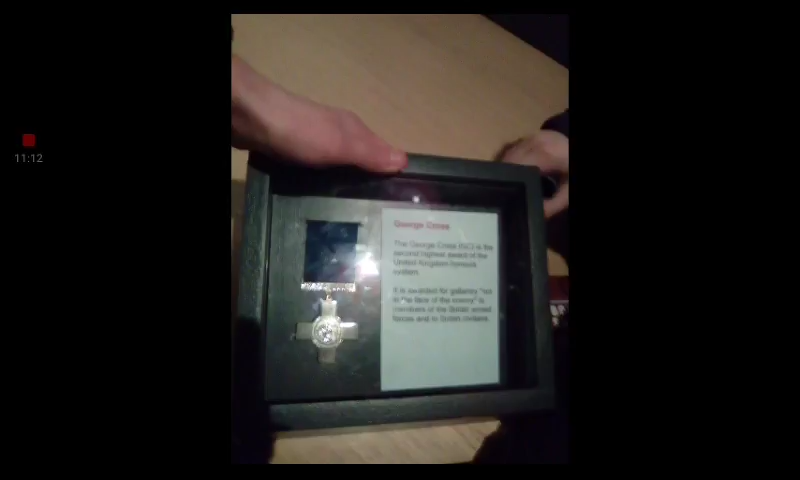 11:12
George Cross
The George Cross (GC) is the
second highest award of the
United Kingdom honours
system.
It is awarded for gallantry "not
in the face of the enemy" to
members of the British armed
forces and to British civilians.